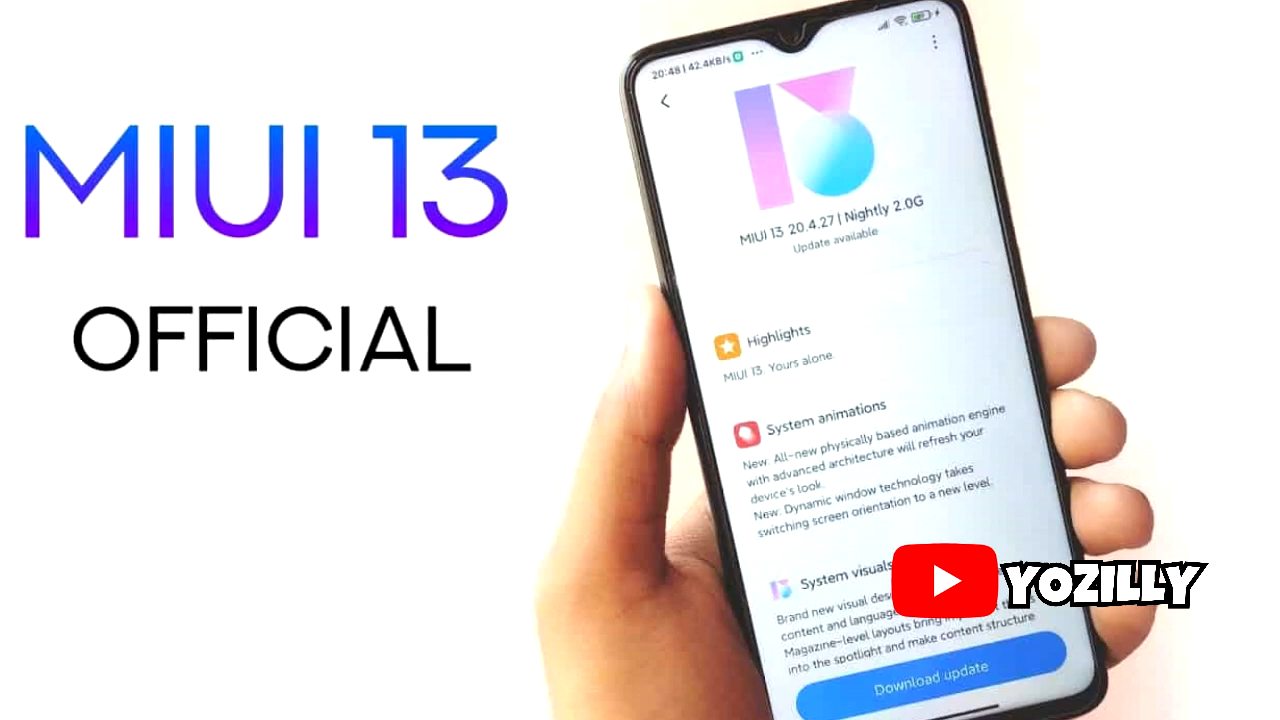 MIUI 13
OFFICIAL
20:48 | 42.4KB/s ...
MIUI 13 20.4.27 | Nightly 2.0G
Update available
Highlights
MIUI 13 Yours alone
System animations
New: All-new physically based animation engine
with advanced architecture will refresh your
device's look.
New: Dynamic window technology takes
switching screen orientation to a new level.
System visuals
Brand new visual
content and language
Magazine-level layouts bring
into the spotlight and make content structure
Download update
YOZILLY